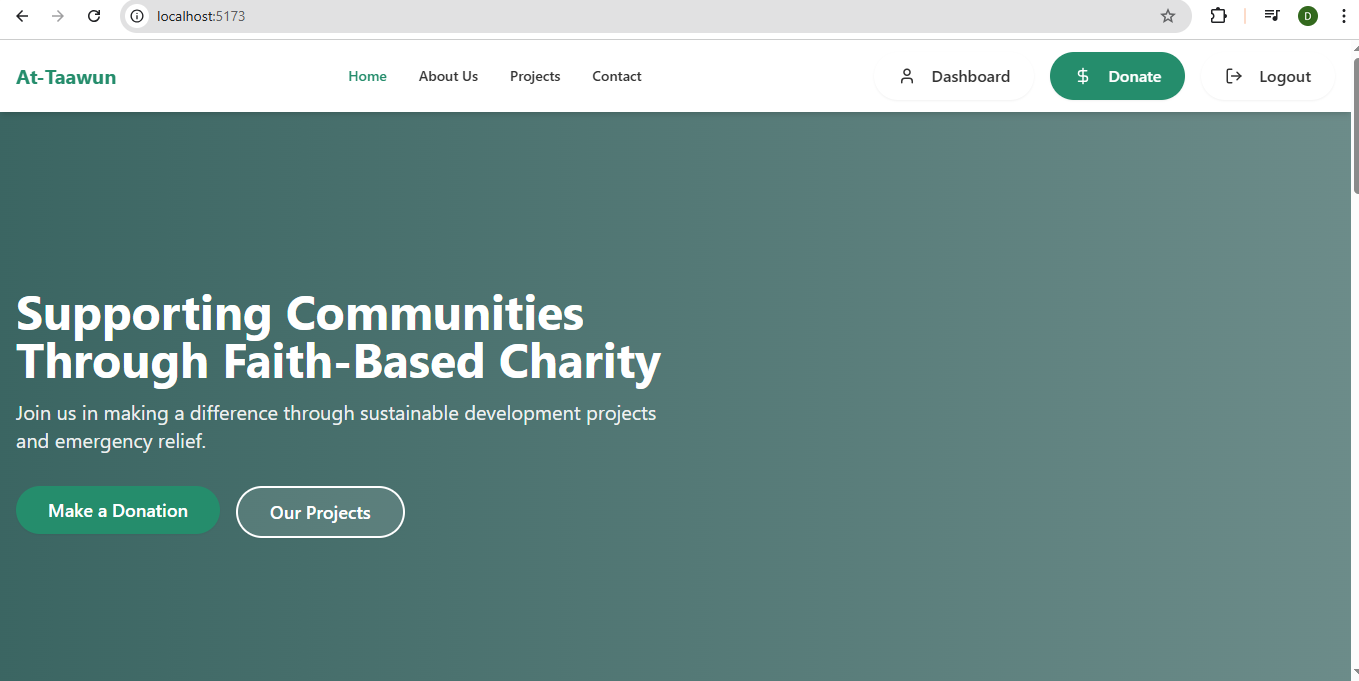 localhost:5173
D
At-Taawun
Home About Us Projects Contact
Dashboard
$ Donate
Logout
Supporting Communities
Through Faith-Based Charity
Join us in making a difference through sustainable development projects
and emergency relief.
Make a Donation
Our Projects